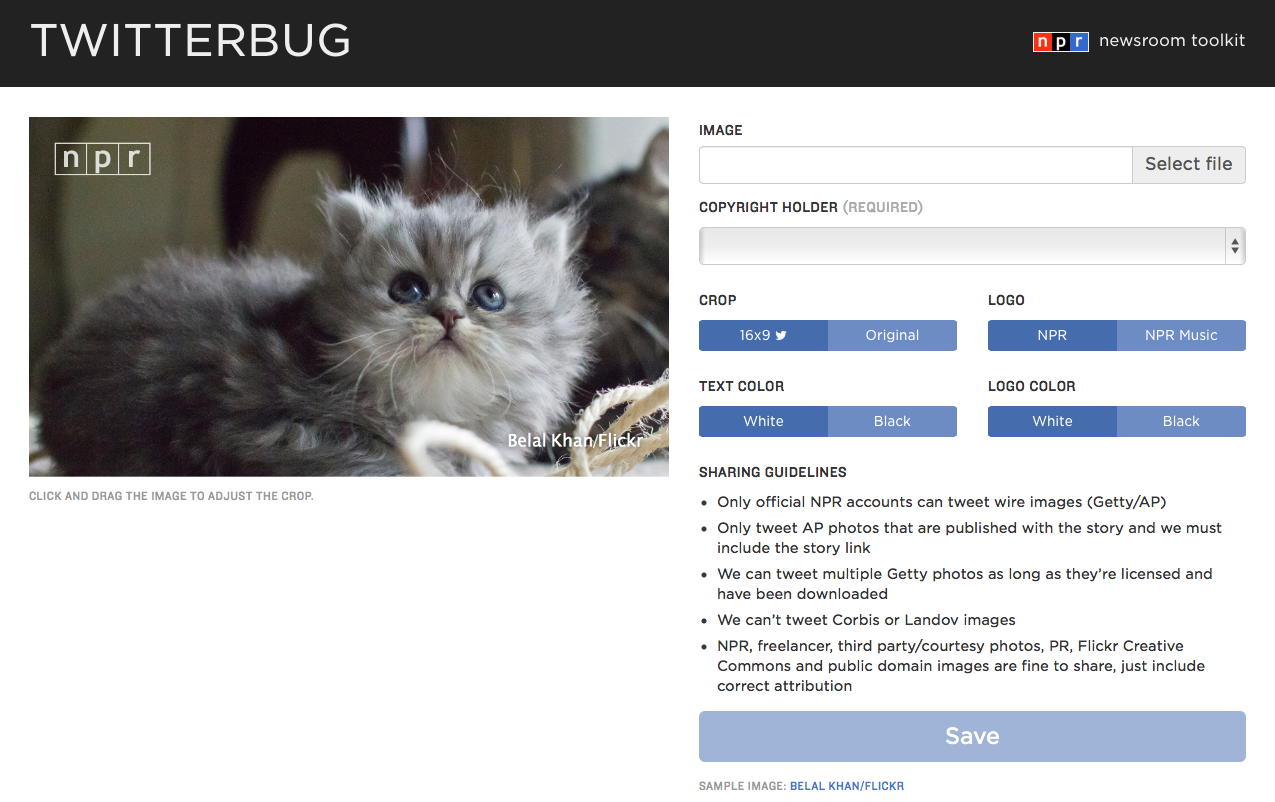 TWITTERBUG
npr newsroom toolkit
npr
Belal Khan/Flickr
CLICK AND DRAG THE IMAGE TO ADJUST THE CROP.
IMAGE
Select file
COPYRIGHT HOLDER (REQUIRED)
CROP
16x9
Original
LOGO
NPR
NPR Music
TEXT COLOR
White
Black
LOGO COLOR
White
Black
SHARING GUIDELINES
• Only official NPR accounts can tweet wire images (Getty/AP)
• Only tweet AP photos that are published with the story and we must
include the story link
• We can tweet multiple Getty photos as long as they’re licensed and
have been downloaded
• We can’t tweet Corbis or Landov images
• NPR, freelancer, third party/courtesy photos, PR, Flickr Creative
Commons and public domain images are fine to share, just include
correct attribution
Save
SAMPLE IMAGE: BELAL KHAN/FLICKR